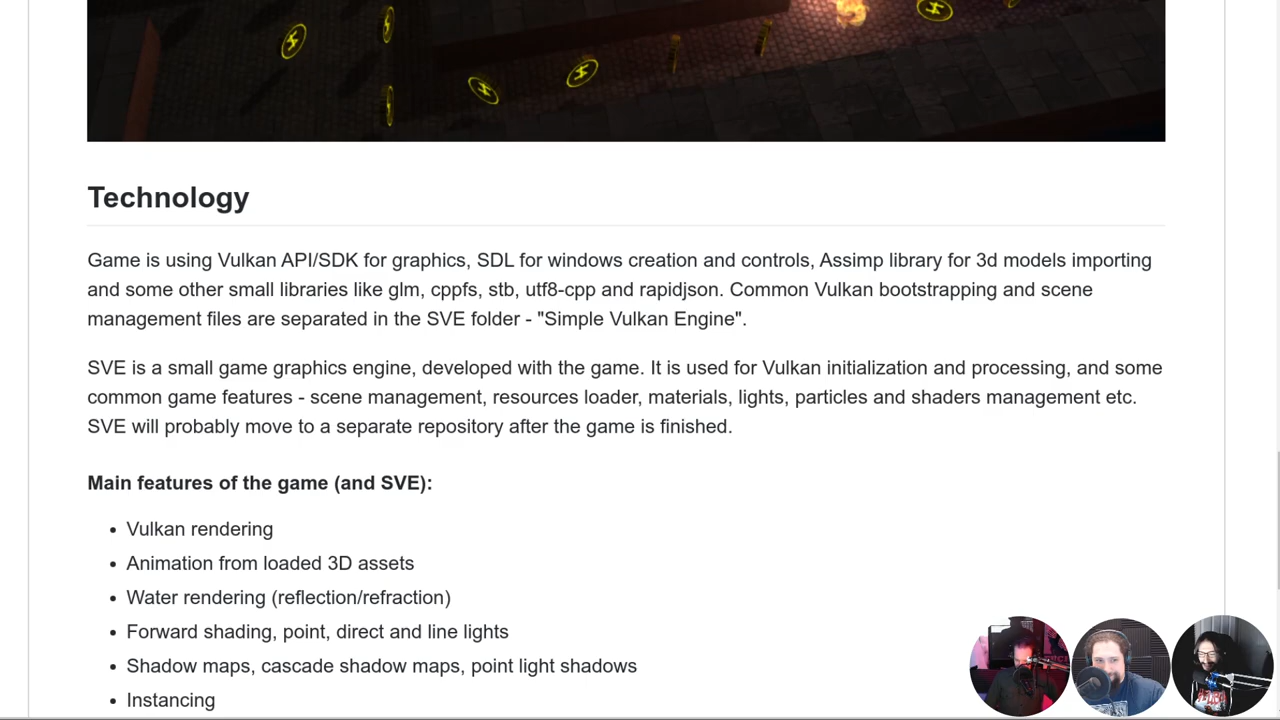 Technology
Game is using Vulkan API/SDK for graphics, SDL for windows creation and controls, Assimp library for 3d models importing
and some other small libraries like glm, cppfs, stb, utf8-cpp and rapidjson. Common Vulkan bootstrapping and scene
management files are separated in the SVE folder - "Simple Vulkan Engine".
SVE is a small game graphics engine, developed with the game. It is used for Vulkan initialization and processing, and some
common game features - scene management, resources loader, materials, lights, particles and shaders management etc.
SVE will probably move to a separate repository after the game is finished.
Main features of the game (and SVE):
• Vulkan rendering
• Animation from loaded 3D assets
• Water rendering (reflection/refraction)
• Forward shading, point, direct and line lights
• Shadow maps, cascade shadow maps, point light shadows
• Instancing